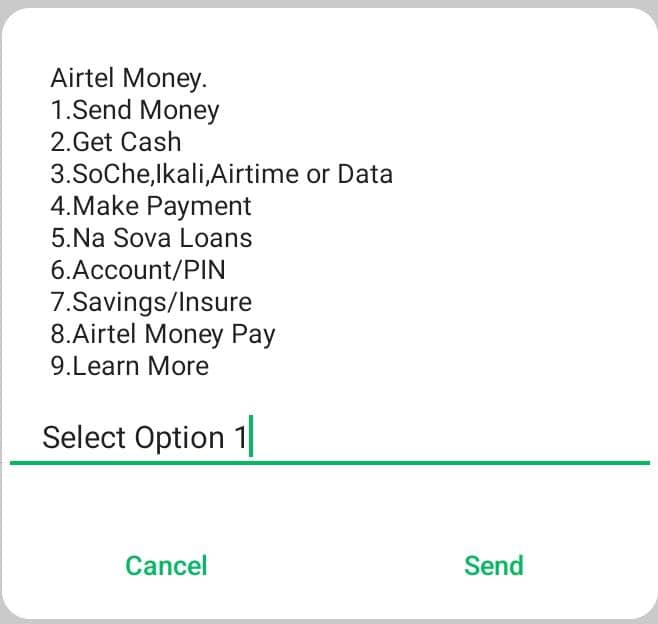 Airtel Money.
1.Send Money
2.Get Cash
3.SoChe,Ikali,Airtime or Data
4.Make Payment
5.Na Sova Loans
6.Account/PIN
7.Savings/Insure
8.Airtel Money Pay
9.Learn More
Select Option 1
Cancel Send